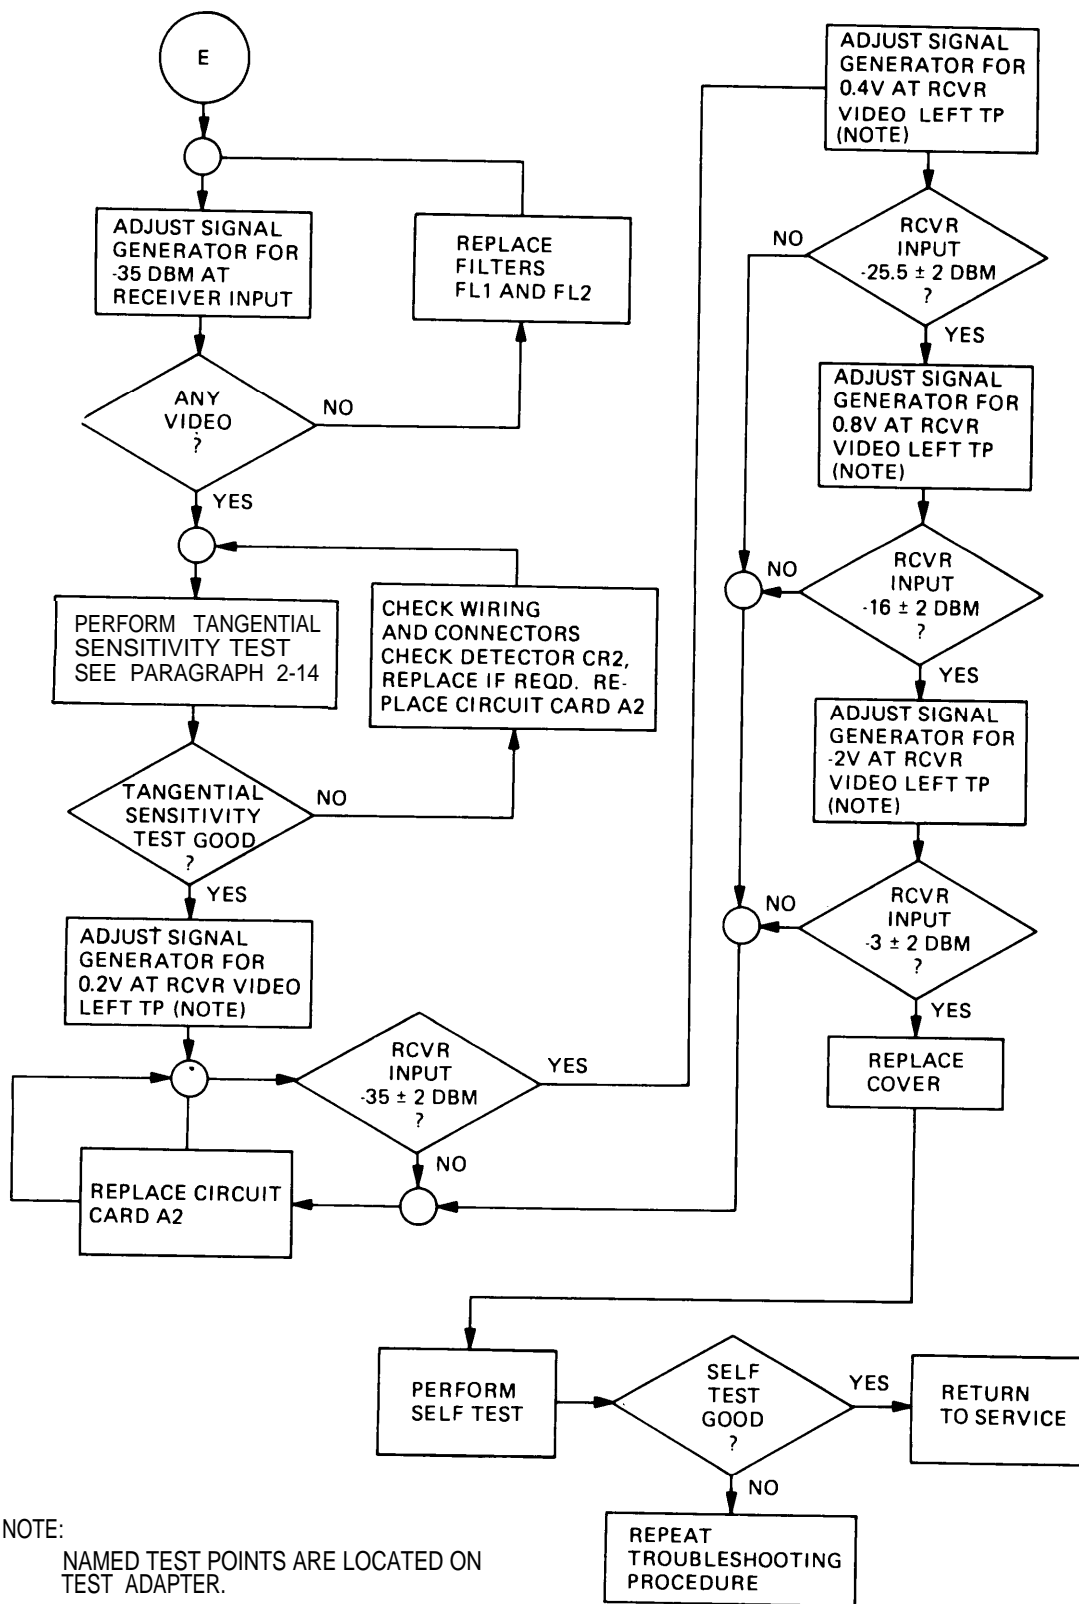 E
ADJUST SIGNAL
GENERATOR FOR
-35 DBM AT
RECEIVER INPUT
REPLACE
FILTERS
FL1 AND FL2
ANY
VIDEO
?
NO
YES
PERFORM TANGENTIAL
SENSITIVITY TEST
SEE PARAGRAPH 2-14
CHECK WIRING
AND CONNECTORS
CHECK DETECTOR CR2,
REPLACE IF REQD. RE-
PLACE CIRCUIT CARD A2
TANGENTIAL
SENSITIVITY
TEST GOOD
?
NO
YES
ADJUST SIGNAL
GENERATOR FOR
0.2V AT RCVR VIDEO
LEFT TP (NOTE)
RCVR
INPUT
-35 ± 2 DBM
?
YES
NO
REPLACE CIRCUIT
CARD A2
ADJUST SIGNAL
GENERATOR FOR
0.4V AT RCVR
VIDEO LEFT TP
(NOTE)
RCVR
INPUT
-25.5 ± 2 DBM
?
NO
YES
ADJUST SIGNAL
GENERATOR FOR
0.8V AT RCVR
VIDEO LEFT TP
(NOTE)
RCVR
INPUT
-16 ± 2 DBM
?
NO
YES
ADJUST SIGNAL
GENERATOR FOR
-2V AT RCVR
VIDEO LEFT TP
(NOTE)
RCVR
INPUT
-3 ± 2 DBM
?
NO
YES
REPLACE
COVER
PERFORM
SELF TEST
SELF
TEST
GOOD
?
YES
NO
RETURN
TO SERVICE
REPEAT
TROUBLESHOOTING
PROCEDURE
NOTE:
NAMED TEST POINTS ARE LOCATED ON
TEST ADAPTER.